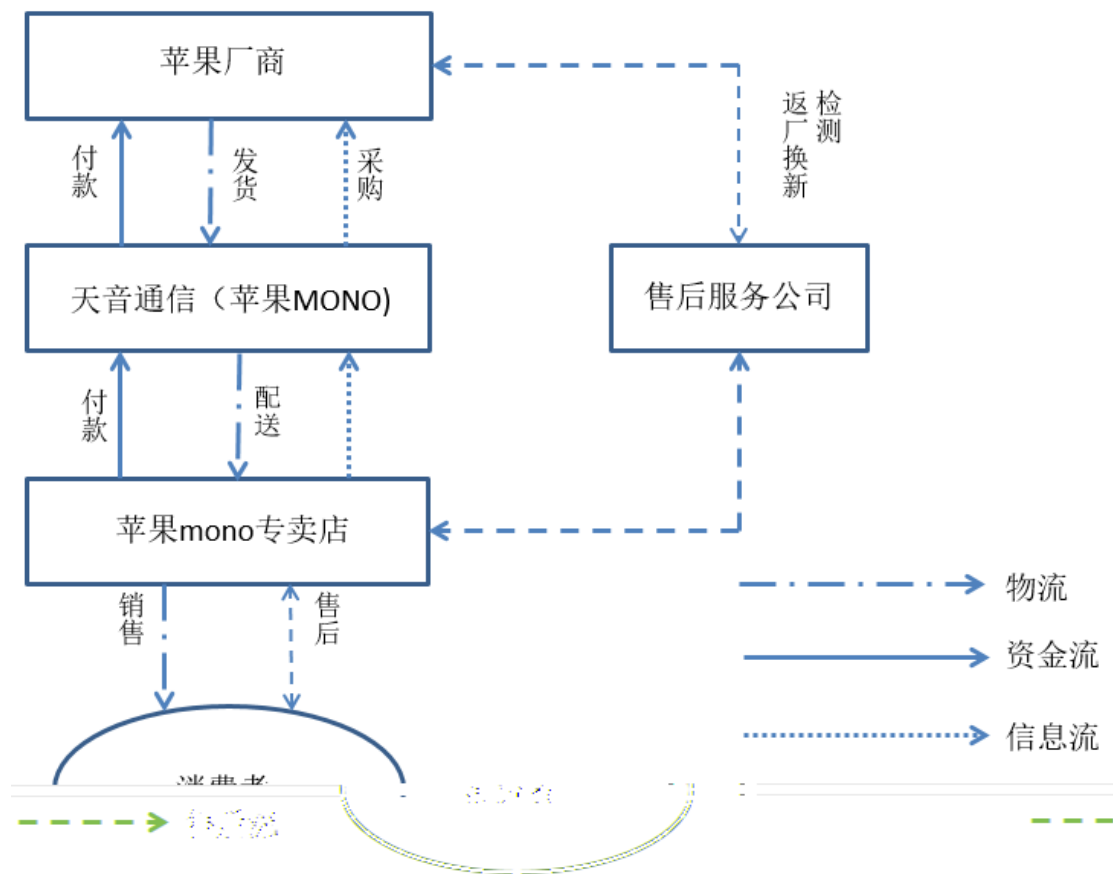 苹果厂商
付款
发货
采购
检测
返厂换新
天音通信（苹果MONO)
售后服务公司
付款
配送
苹果mono专卖店
销售
售后
物流
资金流
信息流
消费者